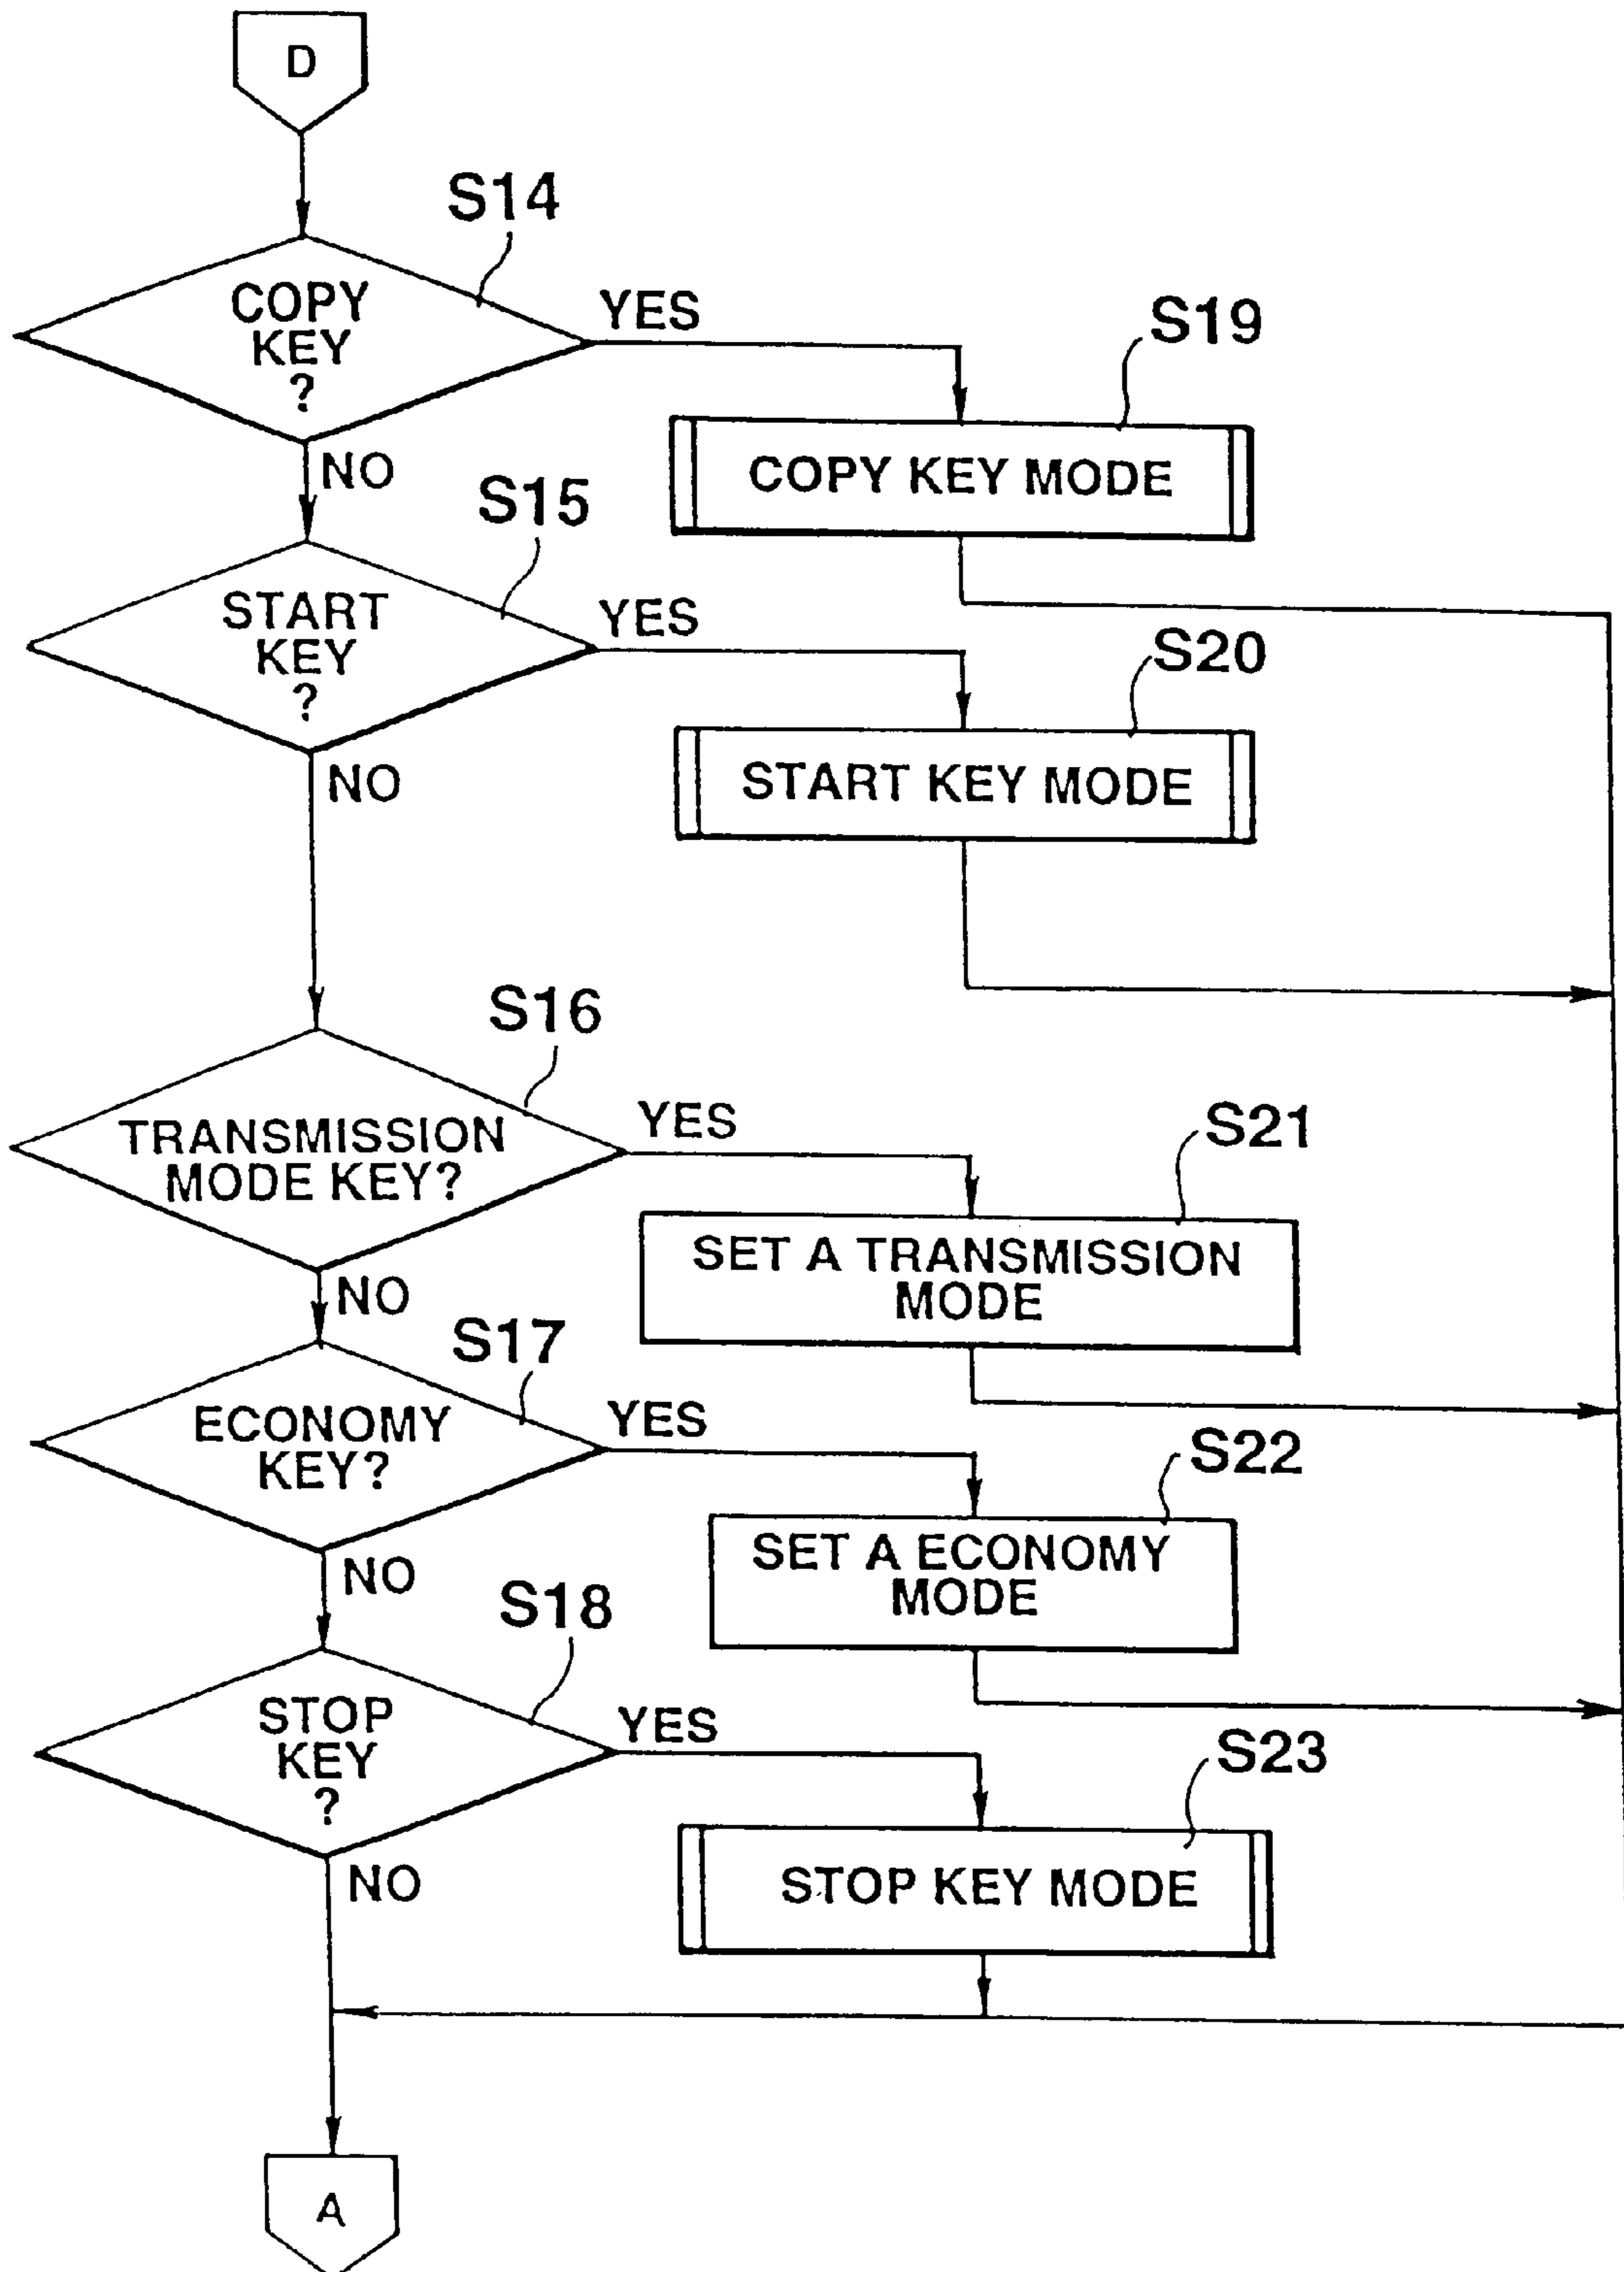 D
S14
COPY
KEY
?
YES
NO
S19
COPY KEY MODE
S15
START
KEY
?
YES
NO
S20
START KEY MODE
S16
TRANSMISSION
MODE KEY?
YES
NO
S21
SET A TRANSMISSION
MODE
S17
ECONOMY
KEY?
YES
NO
S22
SET A ECONOMY
MODE
S18
STOP
KEY
?
YES
NO
S23
STOP KEY MODE
A